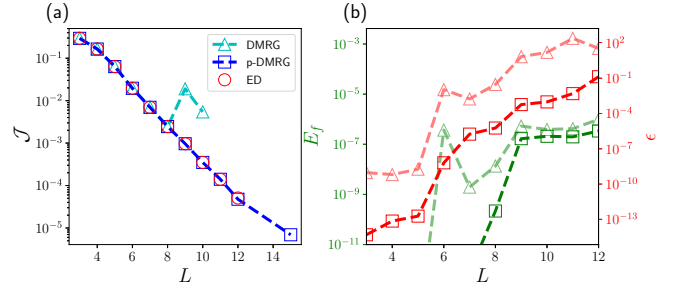 (a)
(b)
10⁻¹
10⁻²
10⁻³
10⁻⁴
10⁻⁵
𝒥
DMRG
p-DMRG
ED
4
6
8
10
12
14
L
10⁻³
10⁻⁵
10⁻⁷
10⁻⁹
10⁻¹¹
E_f
4
6
8
10
12
L
10²
10⁻¹
10⁻⁴
10⁻⁷
10⁻¹⁰
10⁻¹³
ϵ